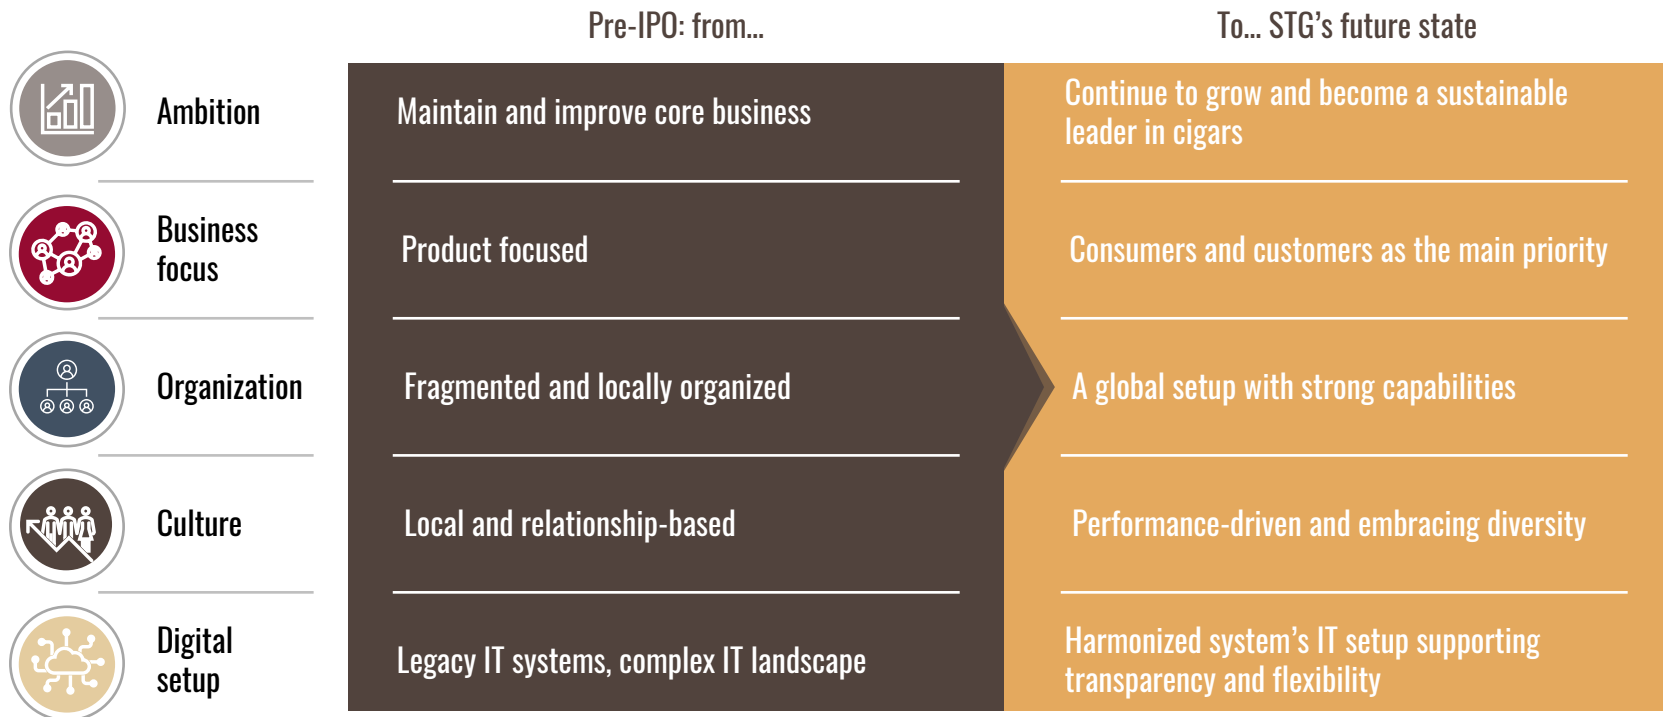 Pre-IPO: from...
To... STG’s future state
Ambition
Maintain and improve core business
Continue to grow and become a sustainable
leader in cigars
Business
focus
Product focused
Consumers and customers as the main priority
Organization
Fragmented and locally organized
A global setup with strong capabilities
Culture
Local and relationship-based
Performance-driven and embracing diversity
Digital
setup
Legacy IT systems, complex IT landscape
Harmonized system’s IT setup supporting
transparency and flexibility